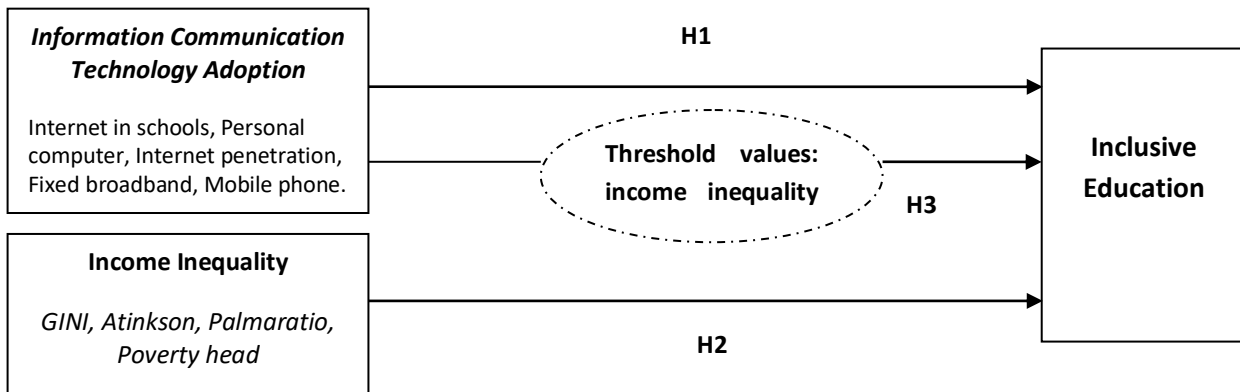 Information Communication
Technology Adoption
Internet in schools, Personal
computer, Internet penetration,
Fixed broadband, Mobile phone.
H1
Threshold values:
income inequality
H3
Inclusive
Education
Income Inequality
GINI, Atinkson, Palmaratio,
Poverty head
H2